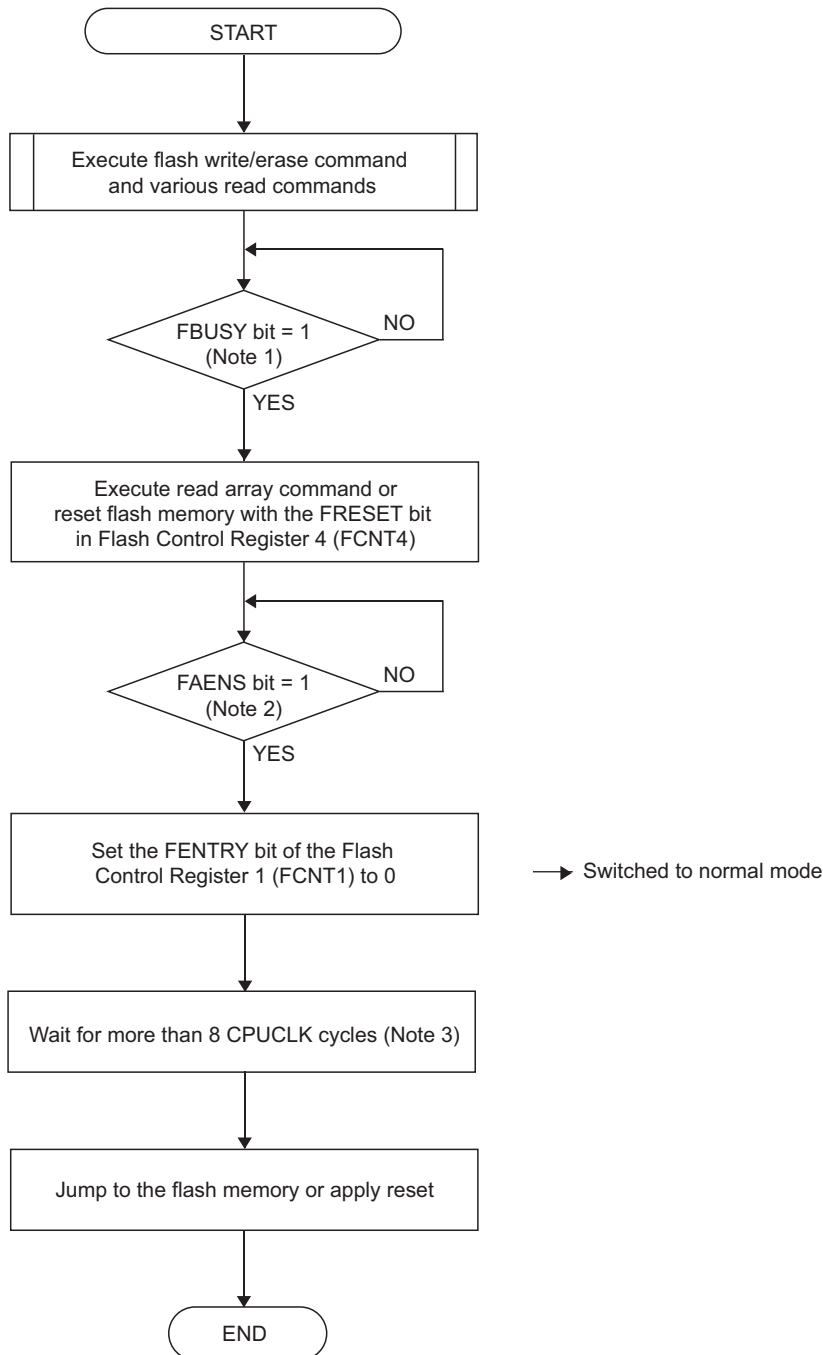 START
Execute flash write/erase command
and various read commands
FBUSY bit = 1
(Note 1)
NO
YES
Execute read array command or
reset flash memory with the FRESET bit
in Flash Control Register 4 (FCNT4)
FAENS bit = 1
(Note 2)
NO
YES
Set the FENTRY bit of the Flash
Control Register 1 (FCNT1) to 0
Switched to normal mode
Wait for more than 8 CPUCLK cycles (Note 3)
Jump to the flash memory or apply reset
END